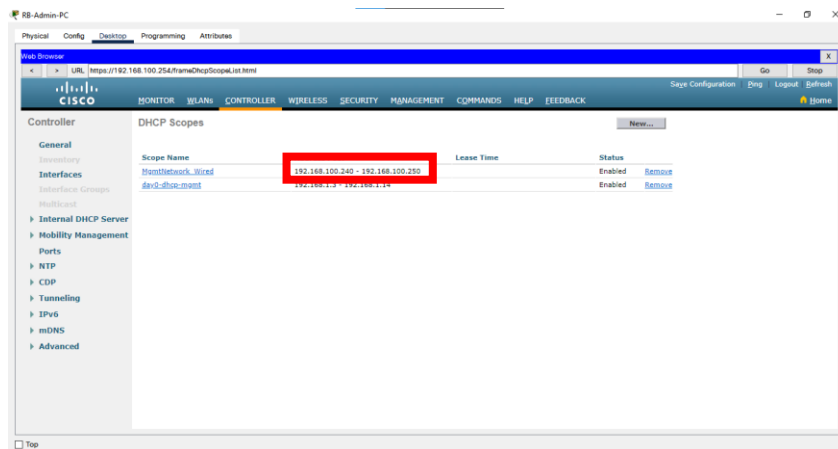 RB-Admin-PC
Physical Config Desktop Programming Attributes
Web Browser X
< > URL https://192.168.100.254/frameDhcpScopeList.html Go Stop
Save Configuration Ping Logout Refresh
CISCO MONITOR WLANs CONTROLLER WIRELESS SECURITY MANAGEMENT COMMANDS HELP FEEDBACK Home
Controller DHCP Scopes New...
General
Inventory Scope Name Lease Time Status
Interfaces MgmtNetwork_Wired 192.168.100.240 - 192.168.100.250 Enabled Remove
Interface Groups day0-dhcp-mgmt 192.168.1.3 - 192.168.1.14 Enabled Remove
Multicast
Internal DHCP Server
Mobility Management
Ports
NTP
CDP
Tunneling
IPv6
mDNS
Advanced
Top